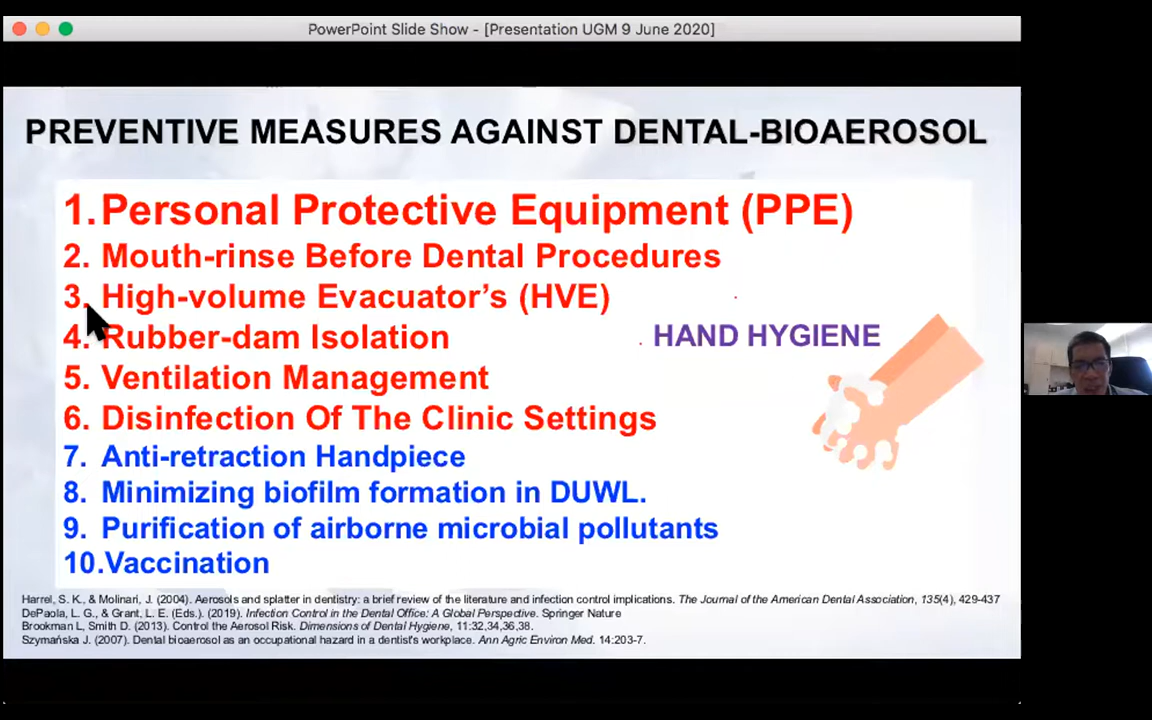 PowerPoint Slide Show - [Presentation UGM 9 June 2020]
PREVENTIVE MEASURES AGAINST DENTAL-BIOAEROSOL
1. Personal Protective Equipment (PPE)
2. Mouth-rinse Before Dental Procedures
3. High-volume Evacuator's (HVE)
4. Rubber-dam Isolation
HAND HYGIENE
5. Ventilation Management
6. Disinfection Of The Clinic Settings
7. Anti-retraction Handpiece
8. Minimizing biofilm formation in DUWL.
9. Purification of airborne microbial pollutants
10.Vaccination
Harrel, S. K., & Molinari, J. (2004). Aerosols and splatter in dentistry: a brief review of the literature and infection control implications. The Journal of the American Dental Association, 135(4), 429-437
DePaola, L. G., & Grant, L. E. (Eds.). (2019). Infection Control in the Dental Office: A Global Perspective. Springer Nature
Brookman L, Smith D. (2013). Control the Aerosol Risk. Dimensions of Dental Hygiene, 11:32,34,36,38.
Szymańska J. (2007). Dental bioaerosol as an occupational hazard in a dentist's workplace. Ann Agric Environ Med. 14:203-7.